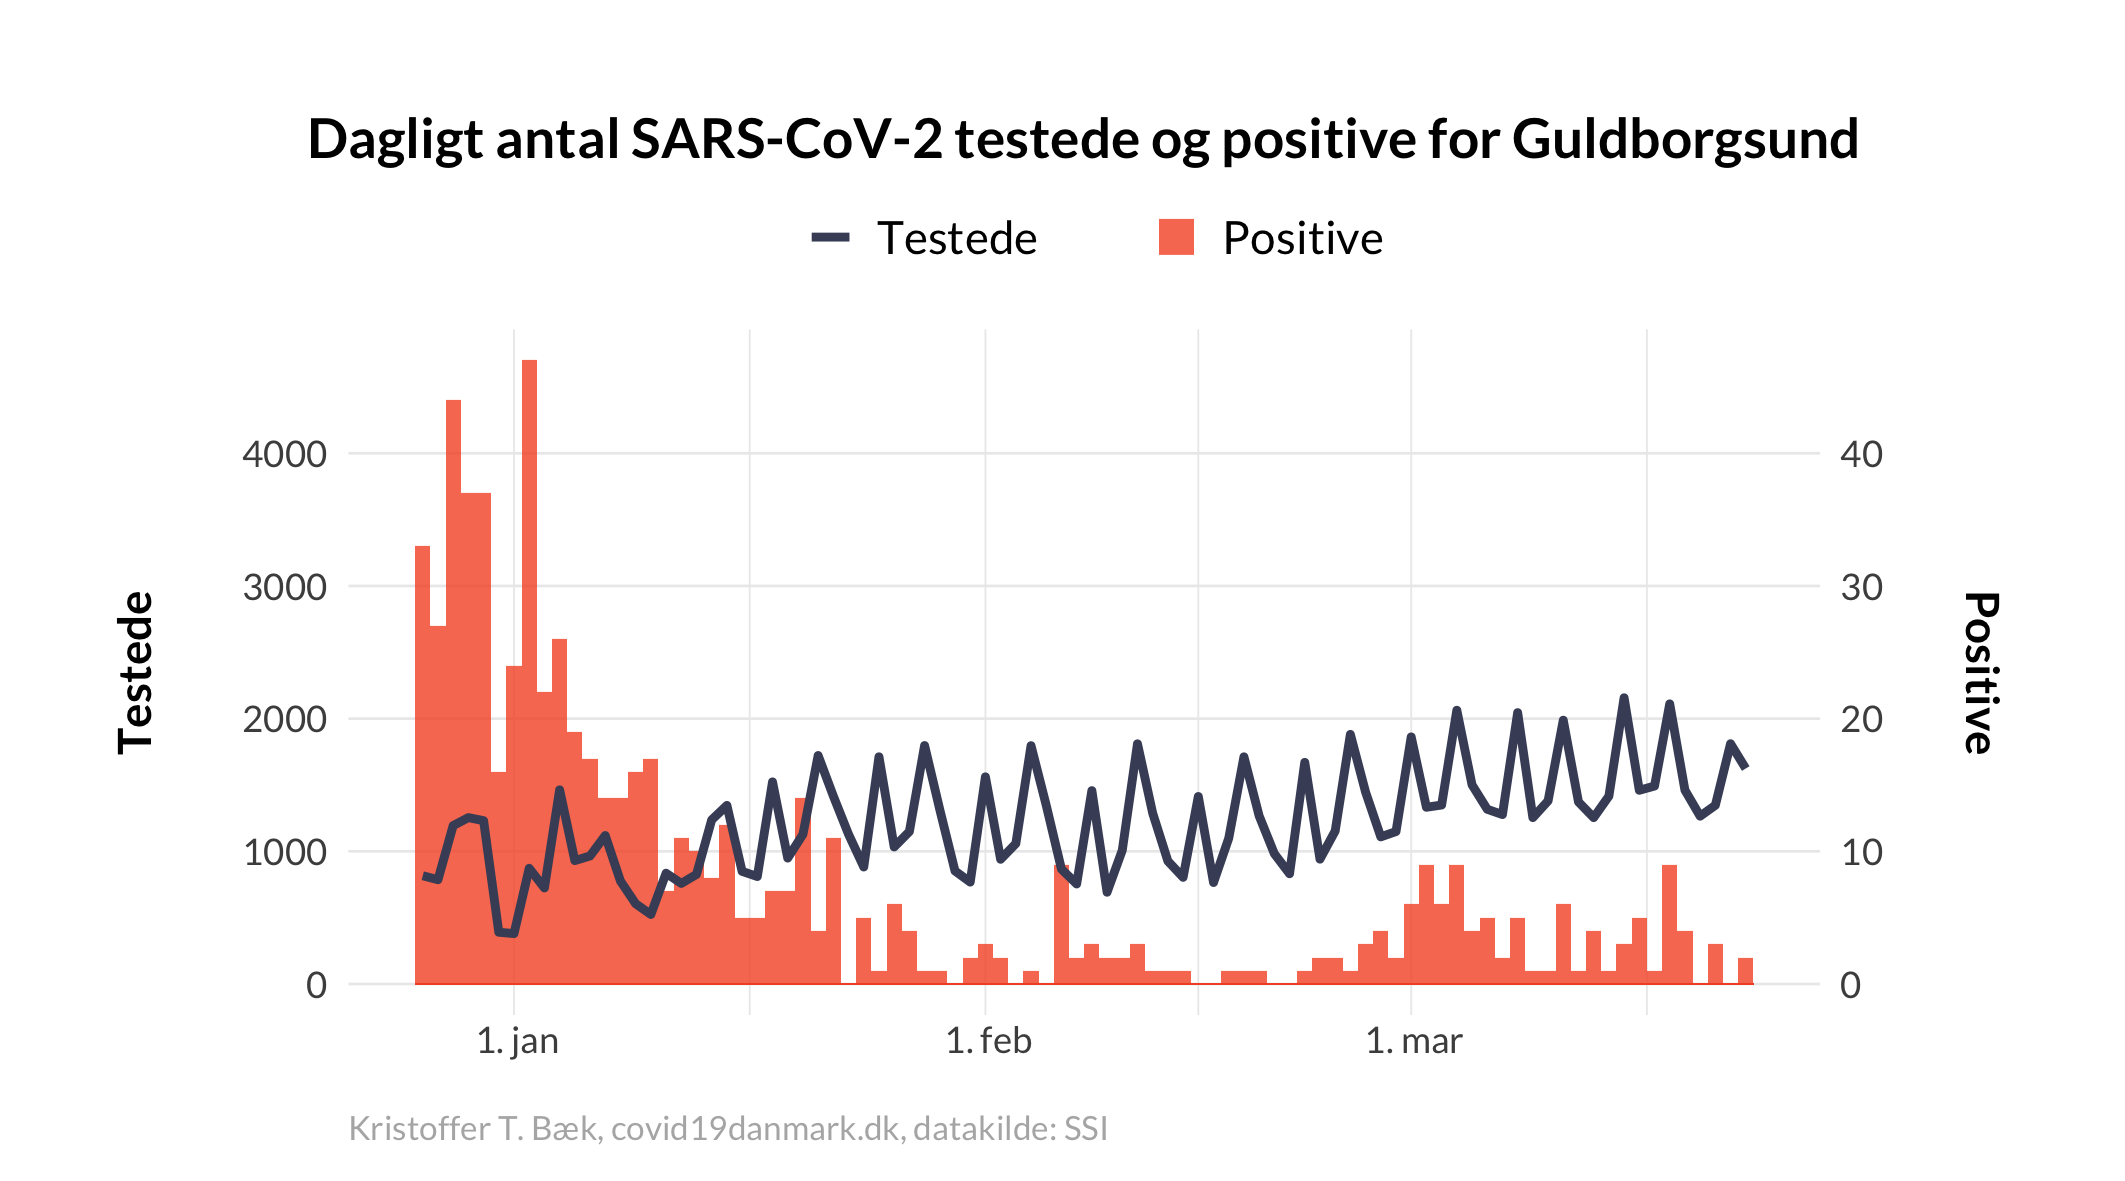 Dagligt antal SARS-CoV-2 testede og positive for Guldborgsund
Testede
Positive
4000
3000
2000
1000
0
Testede
40
30
20
10
0
Positive
1. jan
1. feb
1. mar
Kristoffer T. Bæk, covid19danmark.dk, datakilde: SSI